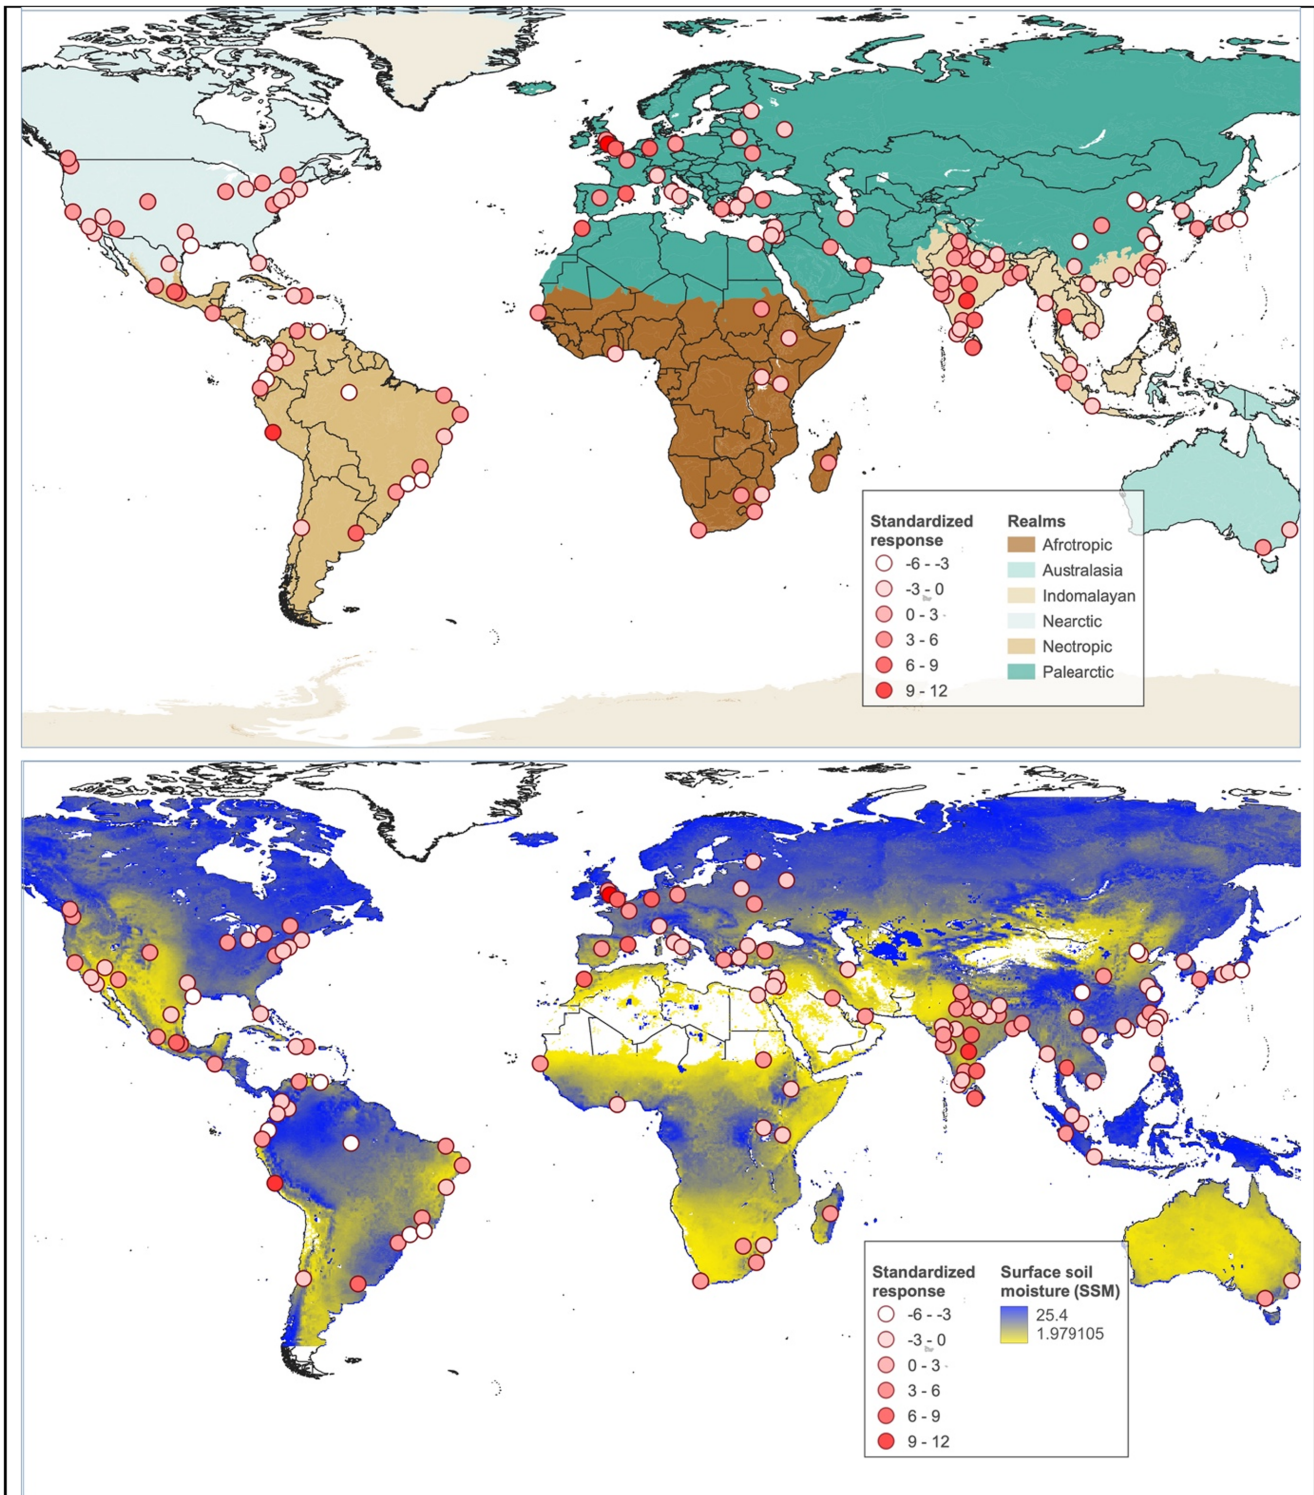 Standardized
response
-6 - -3
-3 - 0
0 - 3
3 - 6
6 - 9
9 - 12
Realms
Afrotropic
Australasia
Indomalayan
Nearctic
Neotropic
Palearctic
Standardized
response
-6 - -3
-3 - 0
0 - 3
3 - 6
6 - 9
9 - 12
Surface soil
moisture (SSM)
25.4
1.979105